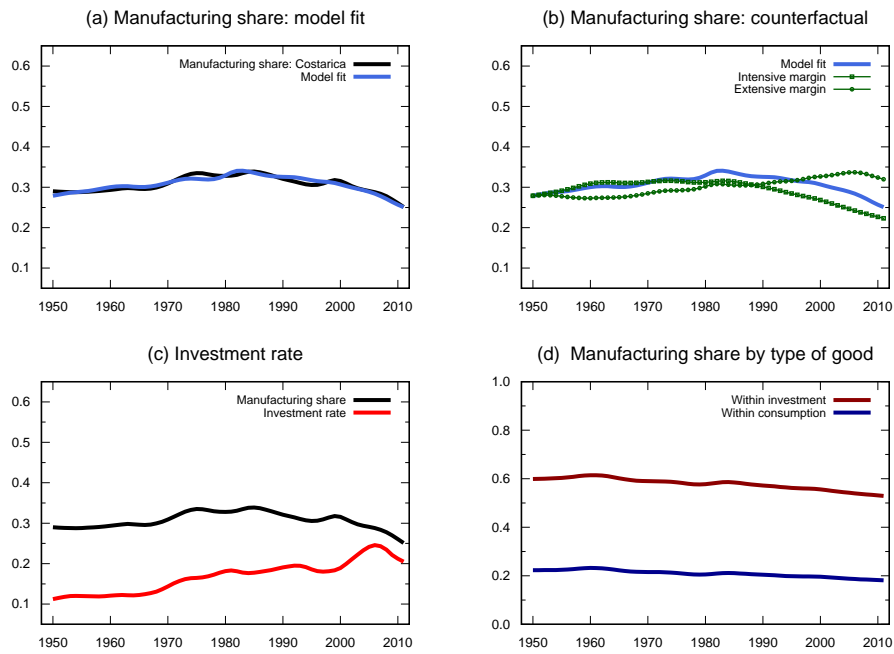 (a) Manufacturing share: model fit
Manufacturing share: Costarica
Model fit
0.6
0.5
0.4
0.3
0.2
0.1
1950 1960 1970 1980 1990 2000 2010
(b) Manufacturing share: counterfactual
Model fit
Intensive margin
Extensive margin
0.6
0.5
0.4
0.3
0.2
0.1
1950 1960 1970 1980 1990 2000 2010
(c) Investment rate
Manufacturing share
Investment rate
0.6
0.5
0.4
0.3
0.2
0.1
1950 1960 1970 1980 1990 2000 2010
(d) Manufacturing share by type of good
Within investment
Within consumption
1.0
0.8
0.6
0.4
0.2
0.0
1950 1960 1970 1980 1990 2000 2010